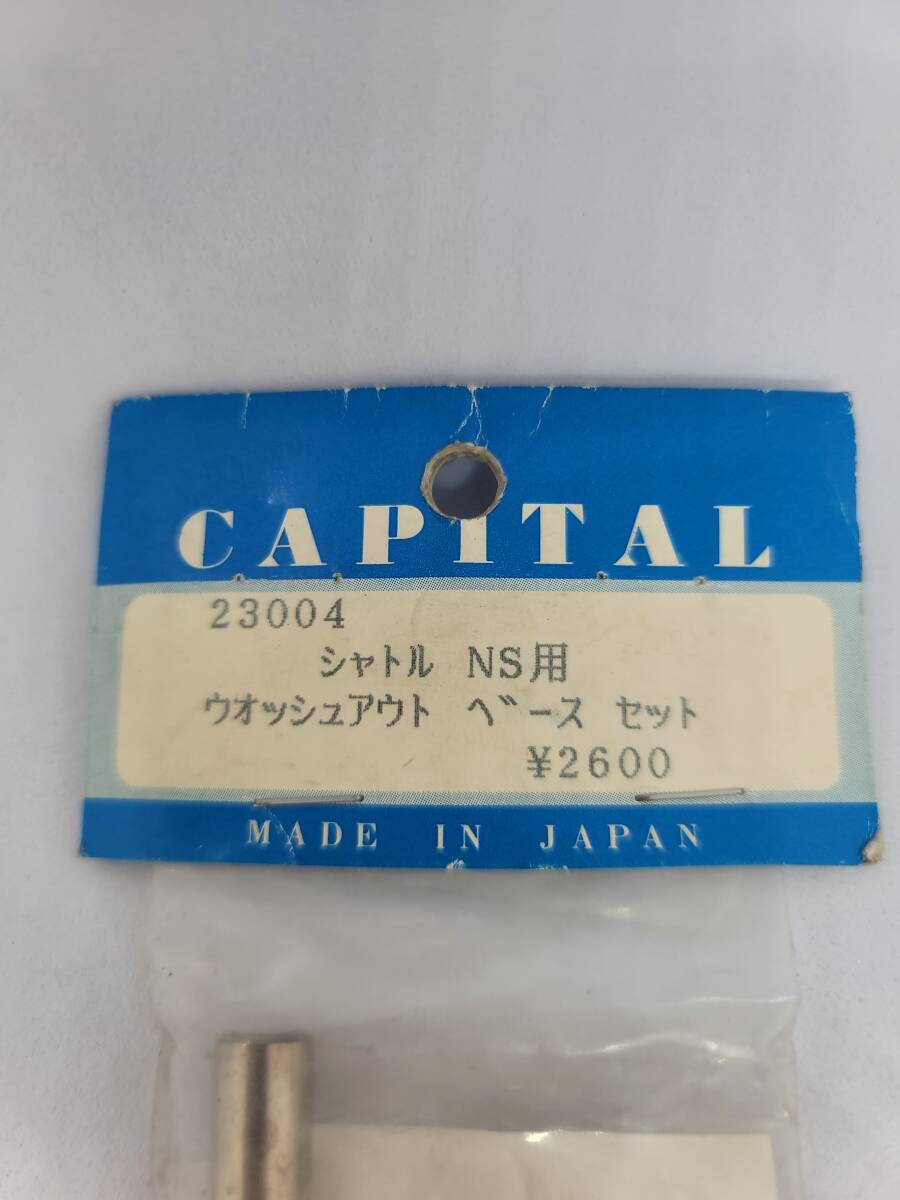 CAPITAL
23004
シャトル NS用
ウオッシュアウト ベース セット
¥2600
MADE IN JAPAN